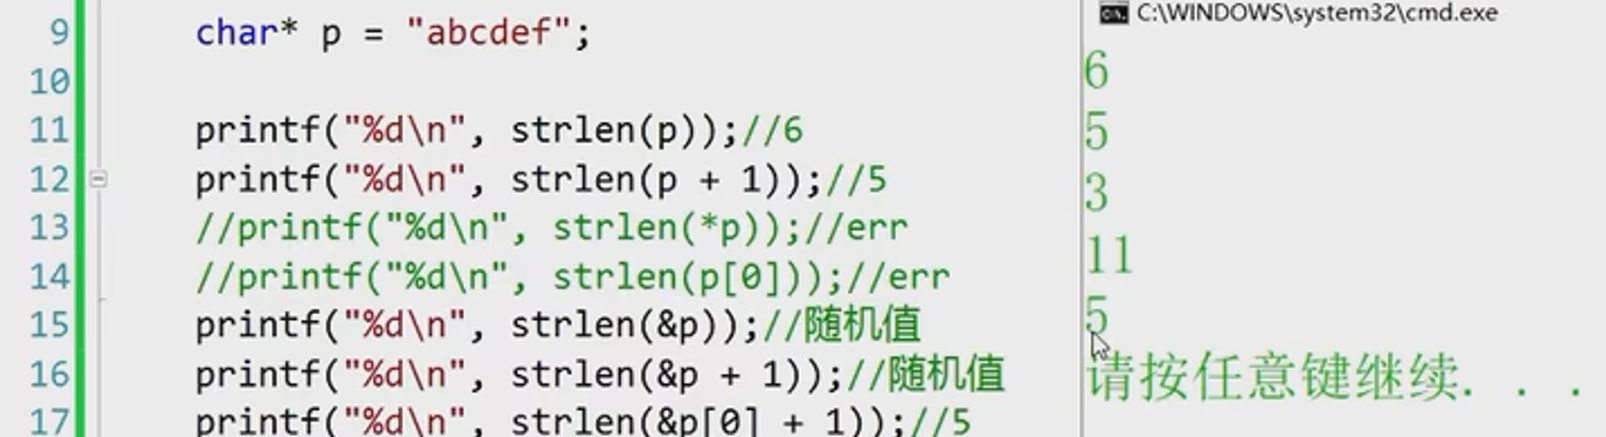 9 char* p = "abcdef";
10
11 printf("%d\n", strlen(p));//6
12 printf("%d\n", strlen(p + 1));//5
13 //printf("%d\n", strlen(*p));//err
14 //printf("%d\n", strlen(p[0]));//err
15 printf("%d\n", strlen(&p));//随机值
16 printf("%d\n", strlen(&p + 1));//随机值
17 printf("%d\n", strlen(&p[0] + 1));//5
C:\WINDOWS\system32\cmd.exe
6
5
3
11
5
请按任意键继续. . .